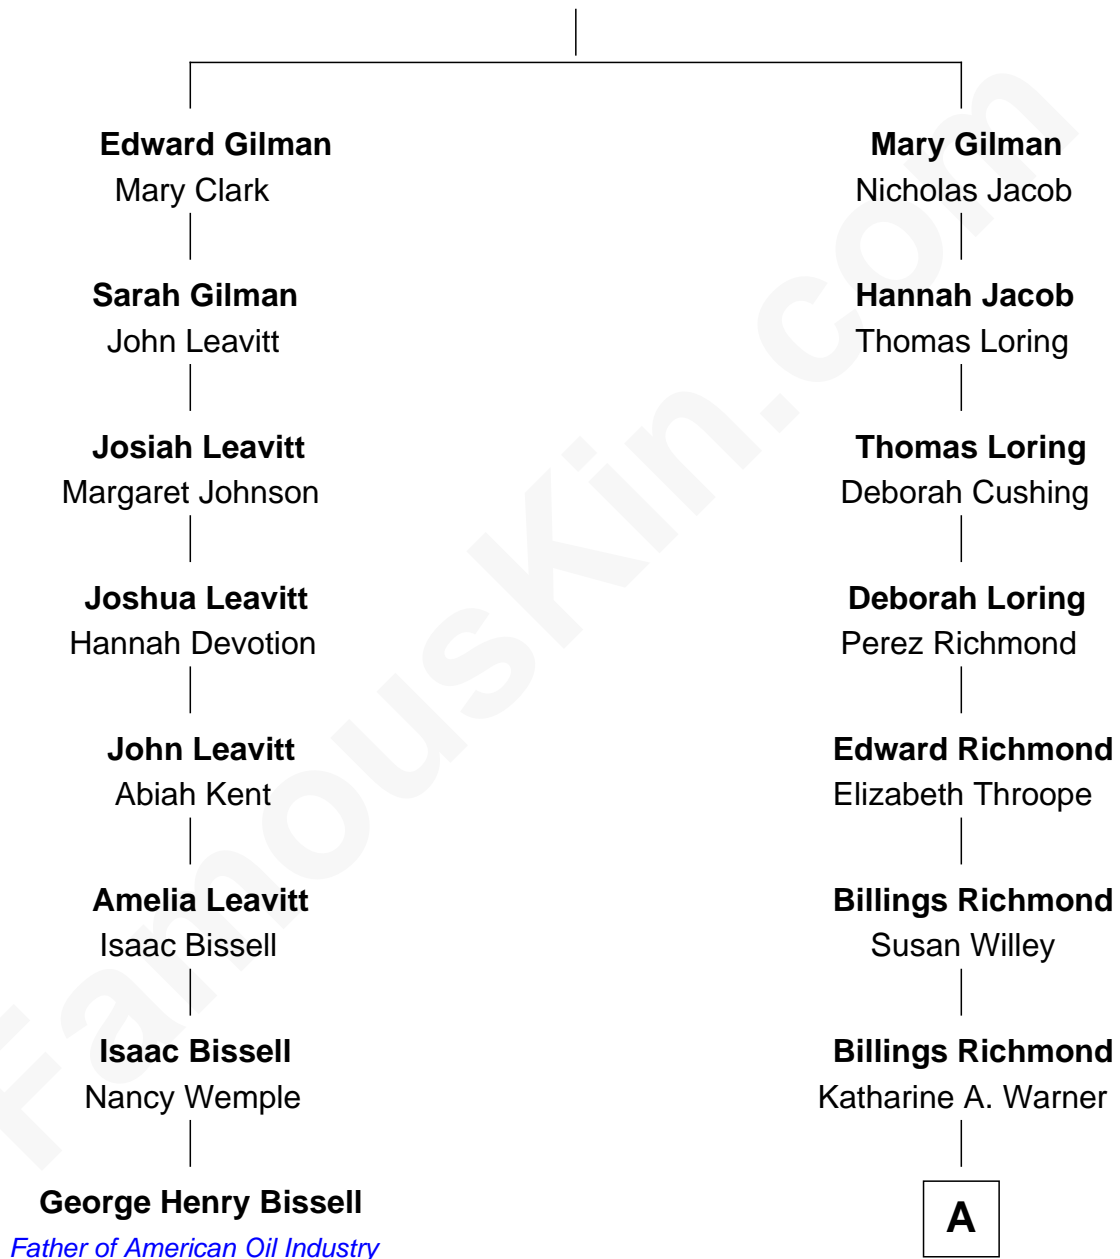 Edward Gilman
Mary Clark
Sarah Gilman
John Leavitt
Josiah Leavitt
Margaret Johnson
Joshua Leavitt
Hannah Devotion
John Leavitt
Abiah Kent
Amelia Leavitt
Isaac Bissell
Isaac Bissell
Nancy Wemple
George Henry Bissell
Father of American Oil Industry
Mary Gilman
Nicholas Jacob
Hannah Jacob
Thomas Loring
Thomas Loring
Deborah Cushing
Deborah Loring
Perez Richmond
Edward Richmond
Elizabeth Throope
Billings Richmond
Susan Willey
Billings Richmond
Katharine A. Warner
A
FamousKin.com